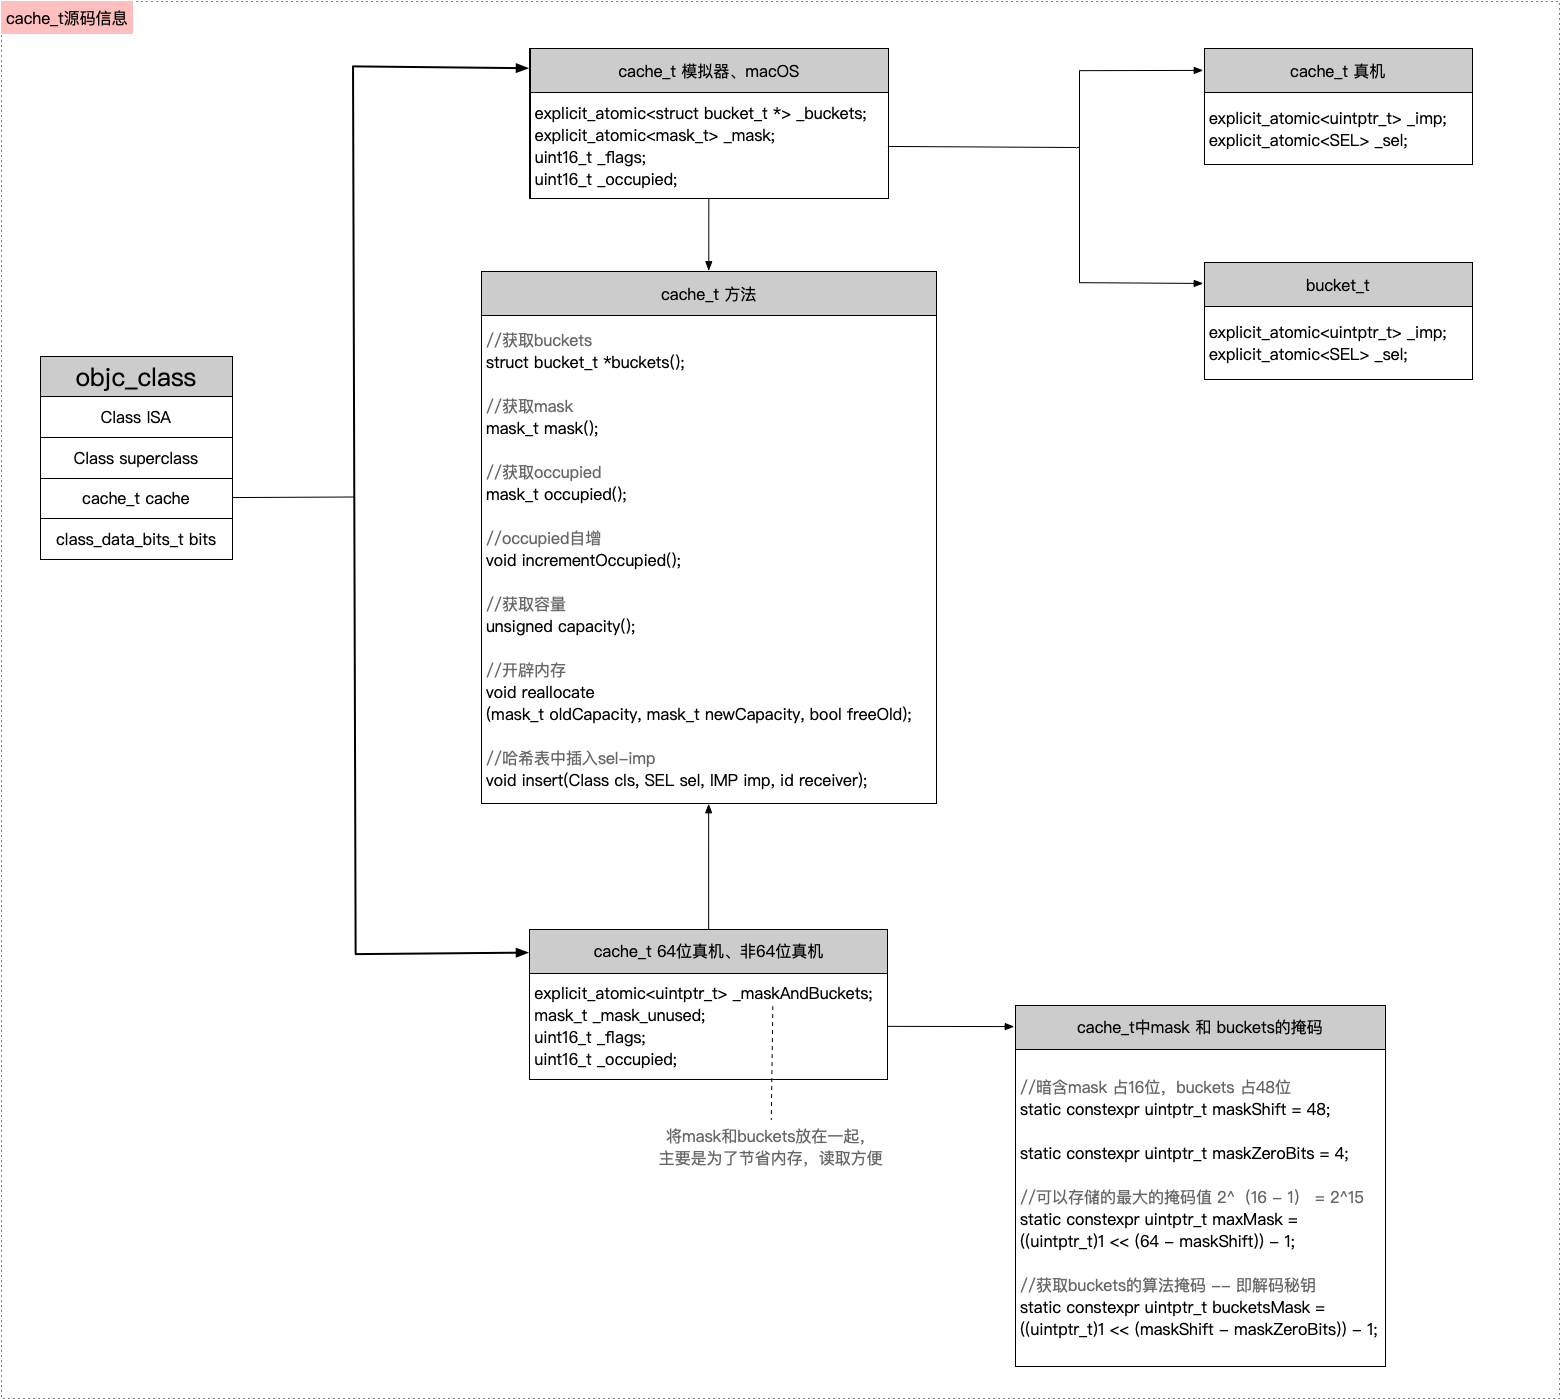 cache_t源码信息
objc_class
Class ISA
Class superclass
cache_t cache
class_data_bits_t bits
cache_t 模拟器、macOS
explicit_atomic<struct bucket_t *> _buckets;
explicit_atomic<mask_t> _mask;
uint16_t _flags;
uint16_t _occupied;
cache_t 真机
explicit_atomic<uintptr_t> _imp;
explicit_atomic<SEL> _sel;
bucket_t
explicit_atomic<uintptr_t> _imp;
explicit_atomic<SEL> _sel;
cache_t 方法
//获取buckets
struct bucket_t *buckets();
//获取mask
mask_t mask();
//获取occupied
mask_t occupied();
//occupied自增
void incrementOccupied();
//获取容量
unsigned capacity();
//开辟内存
void reallocate
(mask_t oldCapacity, mask_t newCapacity, bool freeOld);
//哈希表中插入sel-imp
void insert(Class cls, SEL sel, IMP imp, id receiver);
cache_t 64位真机、非64位真机
explicit_atomic<uintptr_t> _maskAndBuckets;
mask_t _mask_unused;
uint16_t _flags;
uint16_t _occupied;
将mask和buckets放在一起，
主要是为了节省内存，读取方便
cache_t中mask 和 buckets的掩码
//暗含mask 占16位，buckets 占48位
static constexpr uintptr_t maskShift = 48;
static constexpr uintptr_t maskZeroBits = 4;
//可以存储的最大的掩码值 2^（16 - 1） = 2^15
static constexpr uintptr_t maxMask =
((uintptr_t)1 << (64 - maskShift)) - 1;
//获取buckets的算法掩码 -- 即解码秘钥
static constexpr uintptr_t bucketsMask =
((uintptr_t)1 << (maskShift - maskZeroBits)) - 1;